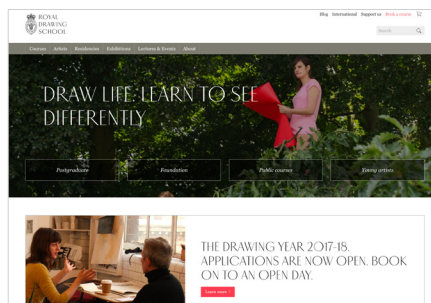 ROYAL
DRAWING
SCHOOL
Blog International Support us Book a course
Search
Courses Artists Residencies Exhibitions Lectures & Events About
DRAW LIFE: LEARN TO SEE
DIFFERENTLY
Postgraduate Foundation Public courses Young artists
THE DRAWING YEAR 2017-18.
APPLICATIONS ARE NOW OPEN. BOOK
ON TO AN OPEN DAY.
Learn more >